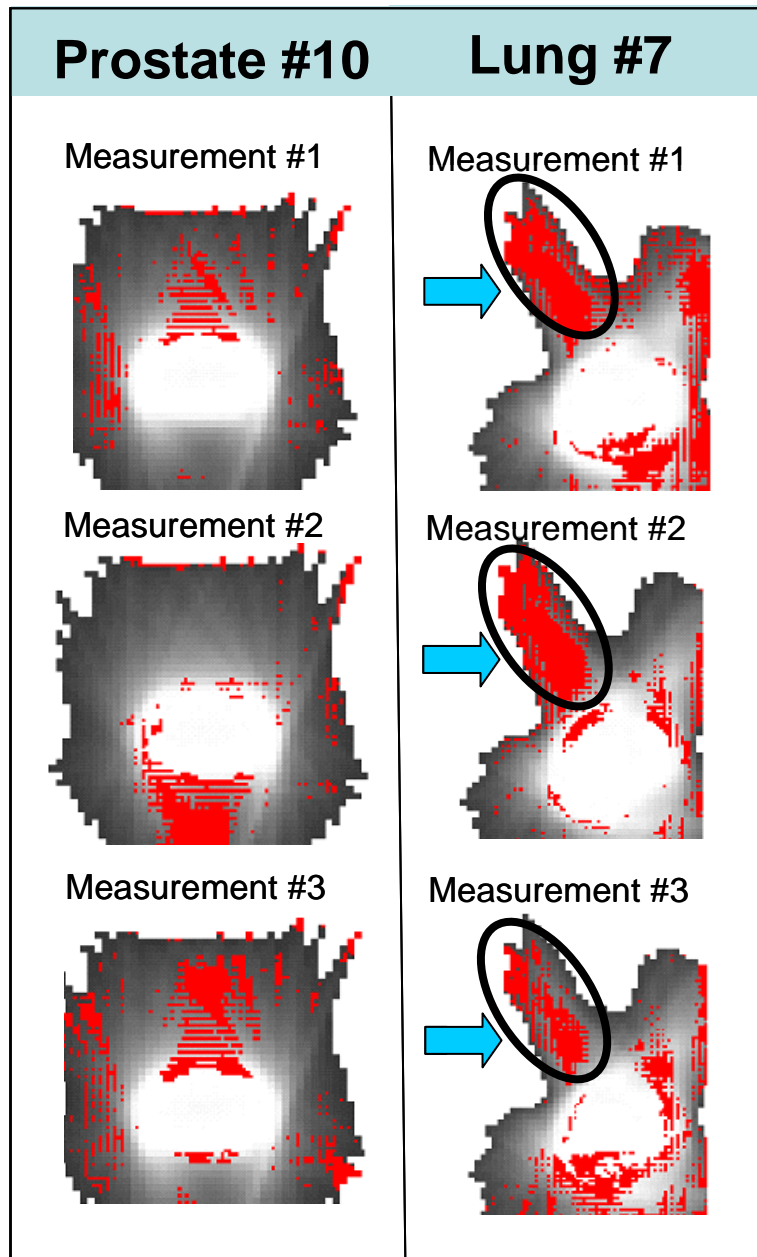 Prostate #10
Lung #7
Measurement #1
Measurement #1
Measurement #2
Measurement #2
Measurement #3
Measurement #3